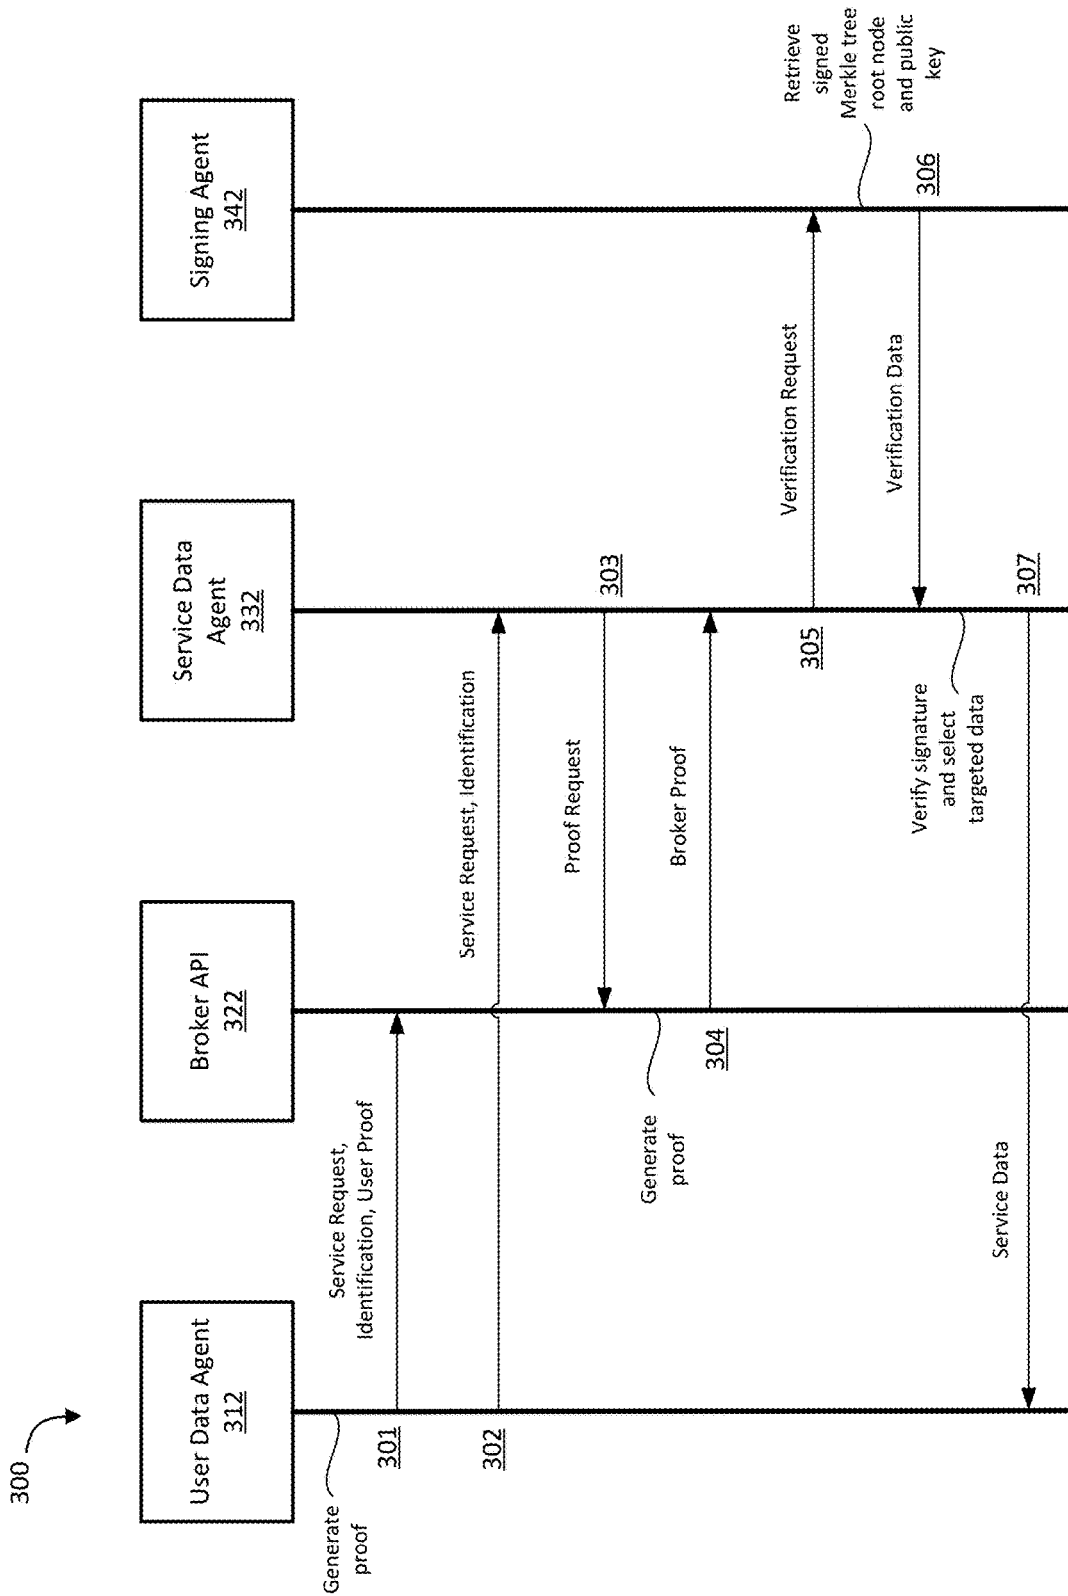 300
User Data Agent
312
Broker API
322
Service Data
Agent
332
Signing Agent
342
Generate
proof
301
Service Request,
Identification, User Proof
302
Service Request, Identification
303
Proof Request
Generate
proof
304
Broker Proof
305
Verification Request
Retrieve
signed
Merkle tree
root node
and public
key
306
Verification Data
Verify signature
and select
targeted data
307
Service Data